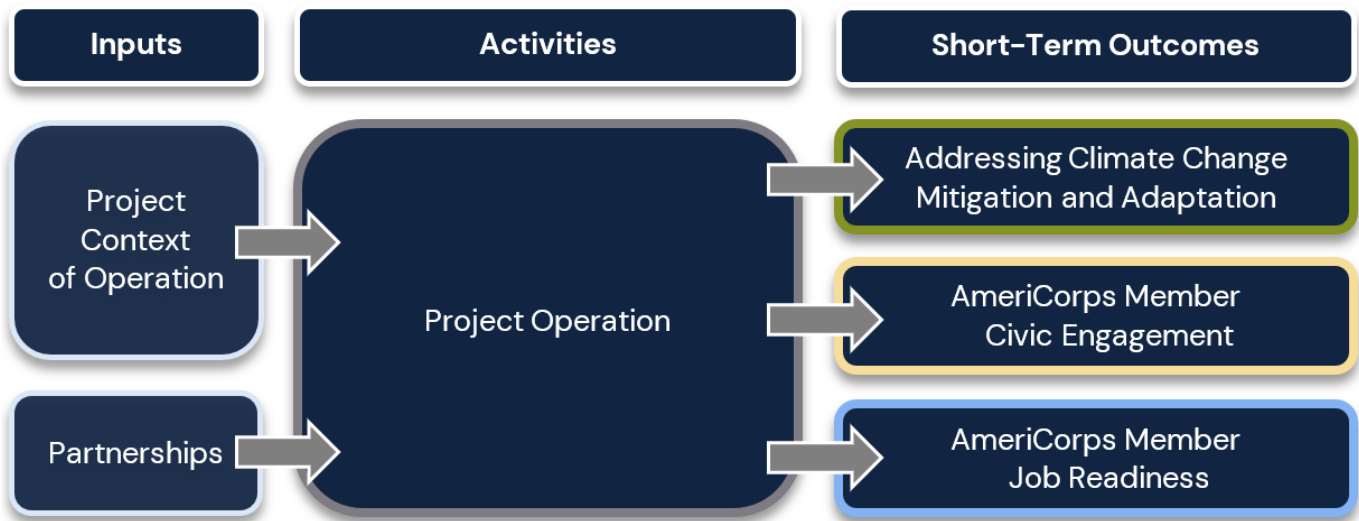 Inputs
Activities
Short-Term Outcomes
Project
Context
of Operation
Partnerships
Project Operation
Addressing Climate Change
Mitigation and Adaptation
AmeriCorps Member
Civic Engagement
AmeriCorps Member
Job Readiness